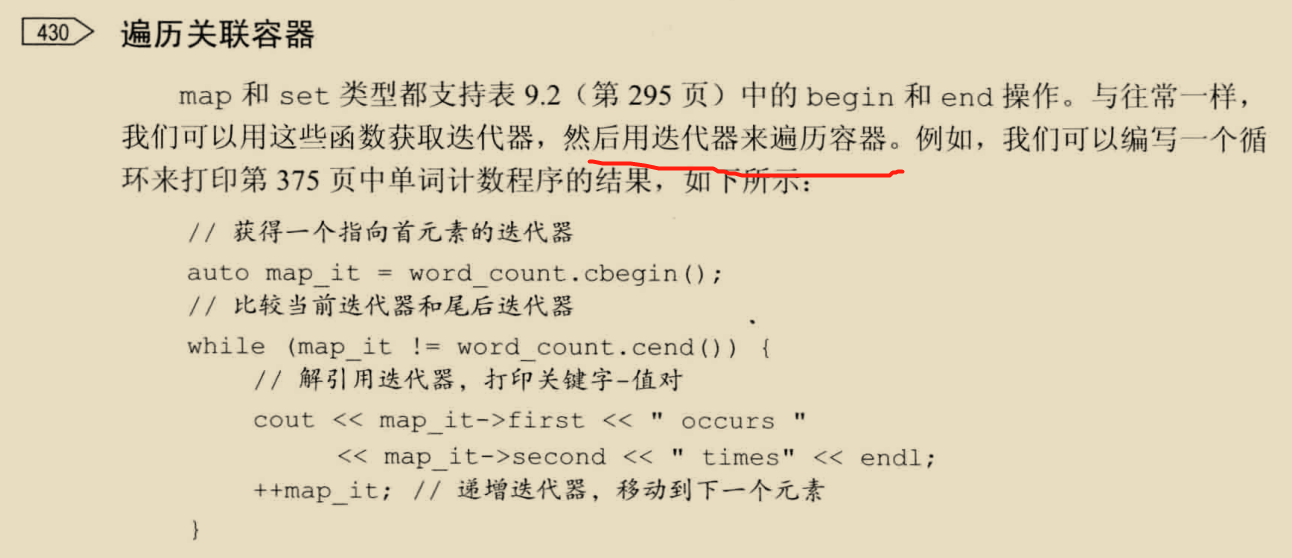 430 遍历关联容器
map 和 set 类型都支持表 9.2（第 295 页）中的 begin 和 end 操作。与往常一样，
我们可以用这些函数获取迭代器，然后用迭代器来遍历容器。例如，我们可以编写一个循
环来打印第 375 页中单词计数程序的结果，如下所示：
// 获得一个指向首元素的迭代器
auto map_it = word_count.cbegin();
// 比较当前迭代器和尾后迭代器
while (map_it != word_count.cend()) {
// 解引用迭代器，打印关键字-值对
cout << map_it->first << " occurs "
<< map_it->second << " times" << endl;
++map_it; // 递增迭代器，移动到下一个元素
}